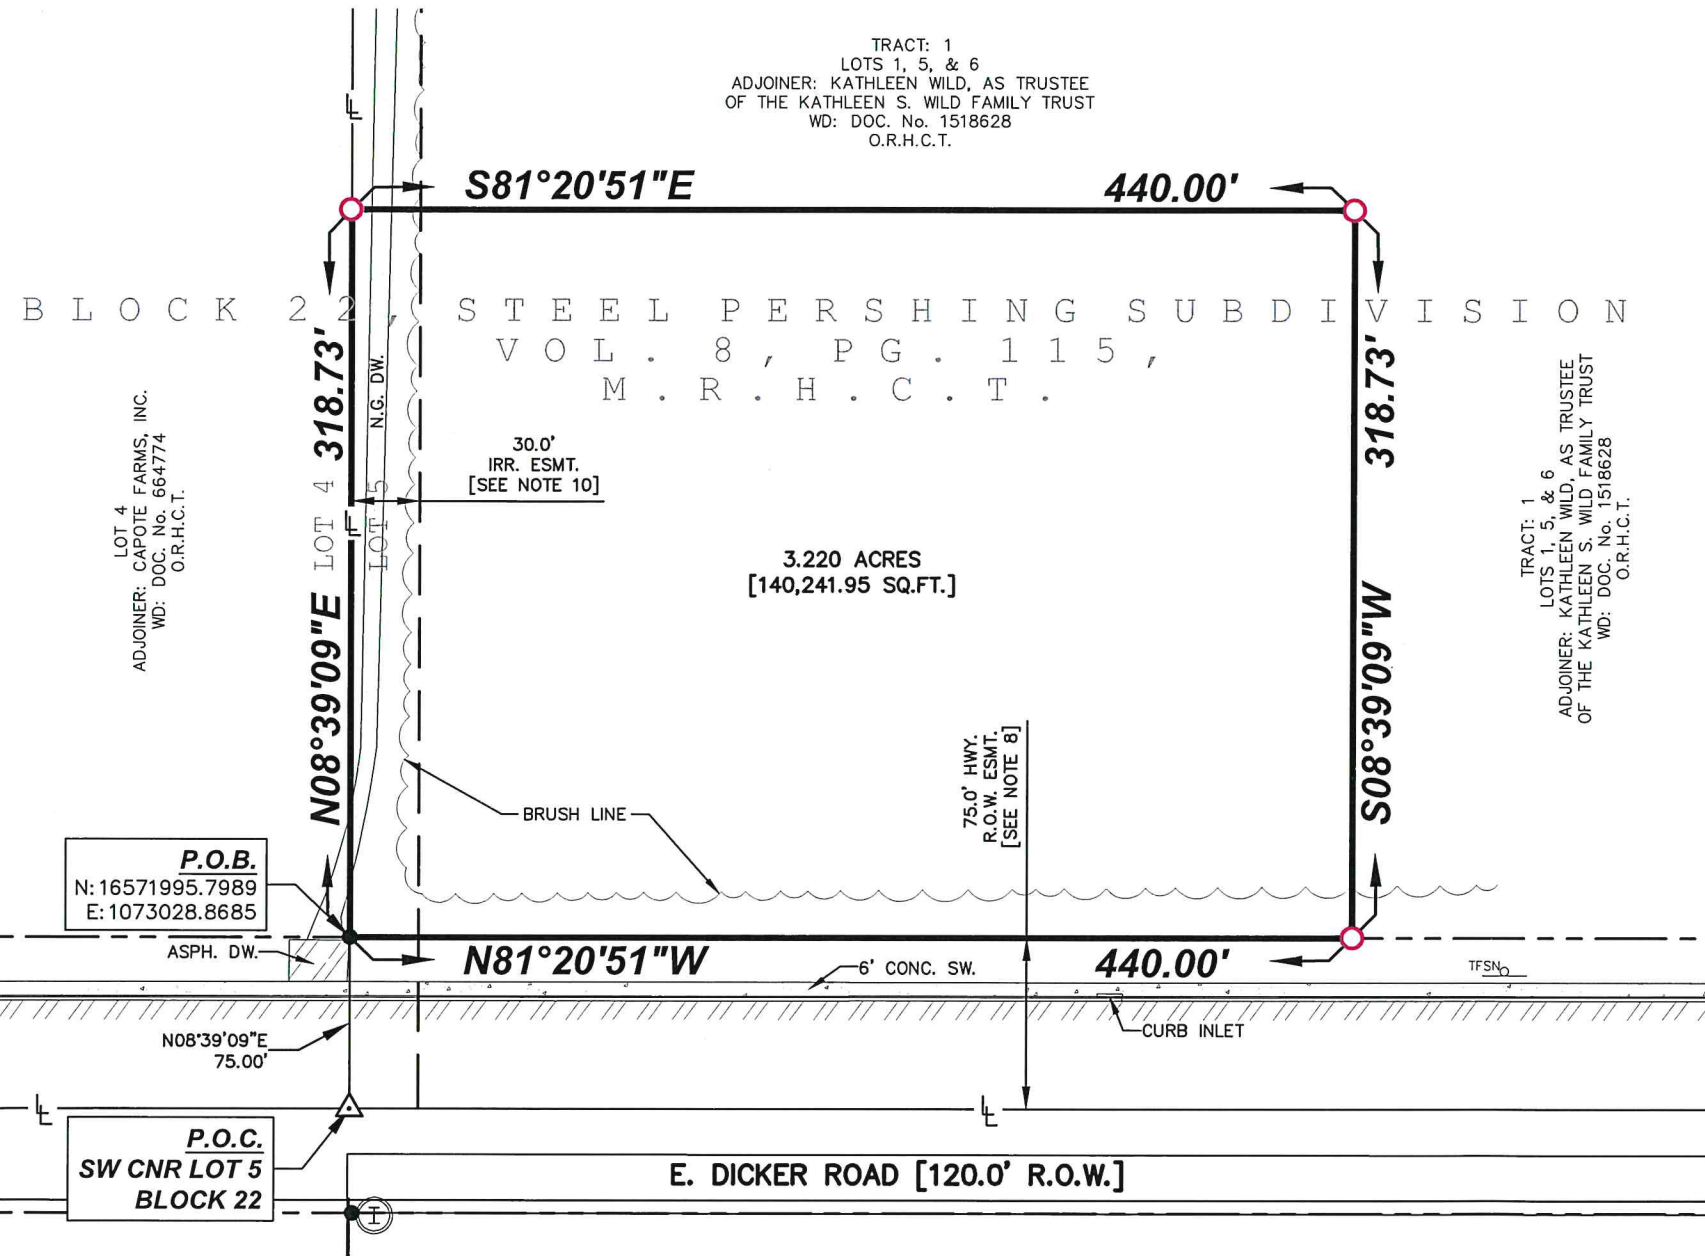 TRACT: 1
LOTS 1, 5, & 6
ADJOINER: KATHLEEN WILD, AS TRUSTEE
OF THE KATHLEEN S. WILD FAMILY TRUST
WD: DOC. No. 1518628
O.R.H.C.T.
S81°20'51"E
440.00'
BLOCK 22, STEEL PERSHING SUBDIVISION
VOL. 8, PG. 115,
M.R.H.C.T.
318.73'
N08°39'09"E
N.G. DW.
LOT 4
LOT 5
30.0'
IRR. ESMT.
[SEE NOTE 10]
LOT 4
ADJOINER: CAPOTE FARMS, INC.
WD: DOC. No. 664774
O.R.H.C.T.
3.220 ACRES
[140,241.95 SQ.FT.]
318.73'
S08°39'09"W
TRACT: 1
LOTS 1, 5, & 6
ADJOINER: KATHLEEN WILD, AS TRUSTEE
OF THE KATHLEEN S. WILD FAMILY TRUST
WD: DOC. No. 1518628
O.R.H.C.T.
75.0' HWY.
R.O.W. ESMT.
[SEE NOTE 8]
BRUSH LINE
P.O.B.
N:16571995.7989
E:1073028.8685
ASPH. DW.
N81°20'51"W
440.00'
6' CONC. SW.
TFSN
CURB INLET
N08°39'09"E
75.00'
P.O.C.
SW CNR LOT 5
BLOCK 22
E. DICKER ROAD [120.0' R.O.W.]
I